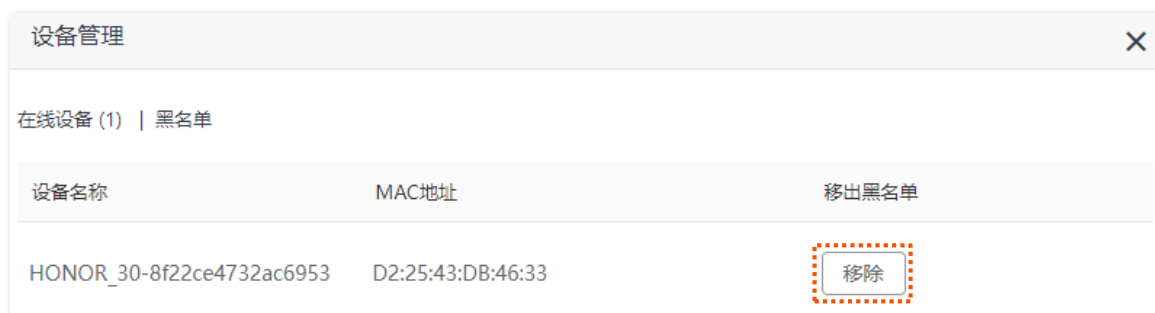 设备管理
在线设备 (1) | 黑名单
设备名称 MAC地址 移出黑名单
HONOR_30-8f22ce4732ac6953 D2:25:43:DB:46:33 移除